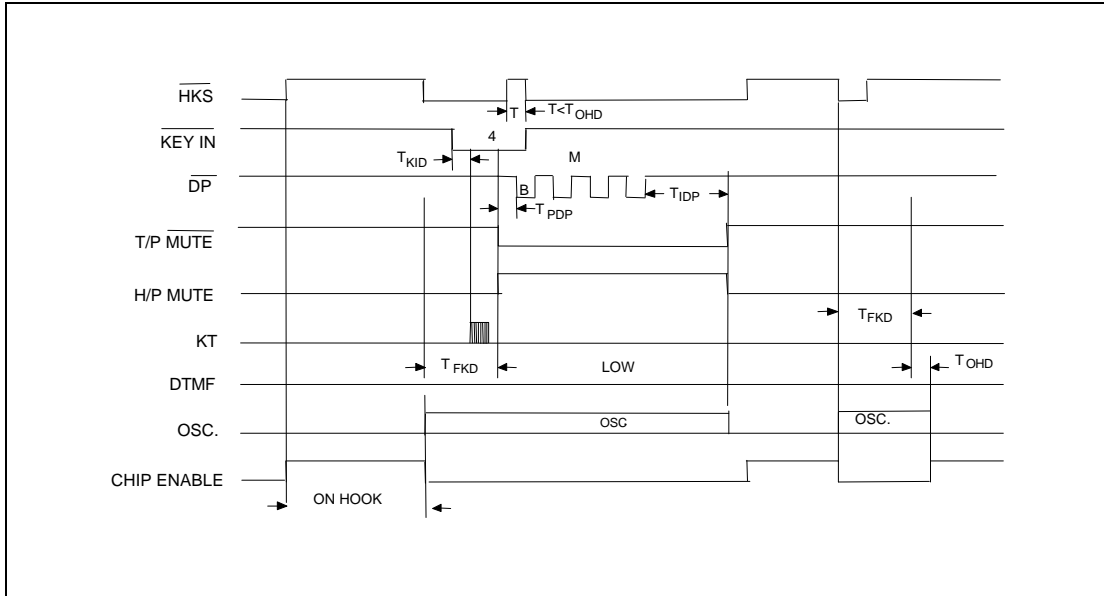 HKS
T
T<TOHD
KEY IN
4
TKID
M
DP
B
TIDP
TPDP
T/P MUTE
H/P MUTE
TFKD
KT
TFKD
LOW
TOHD
DTMF
OSC.
OSC
OSC.
CHIP ENABLE
ON HOOK